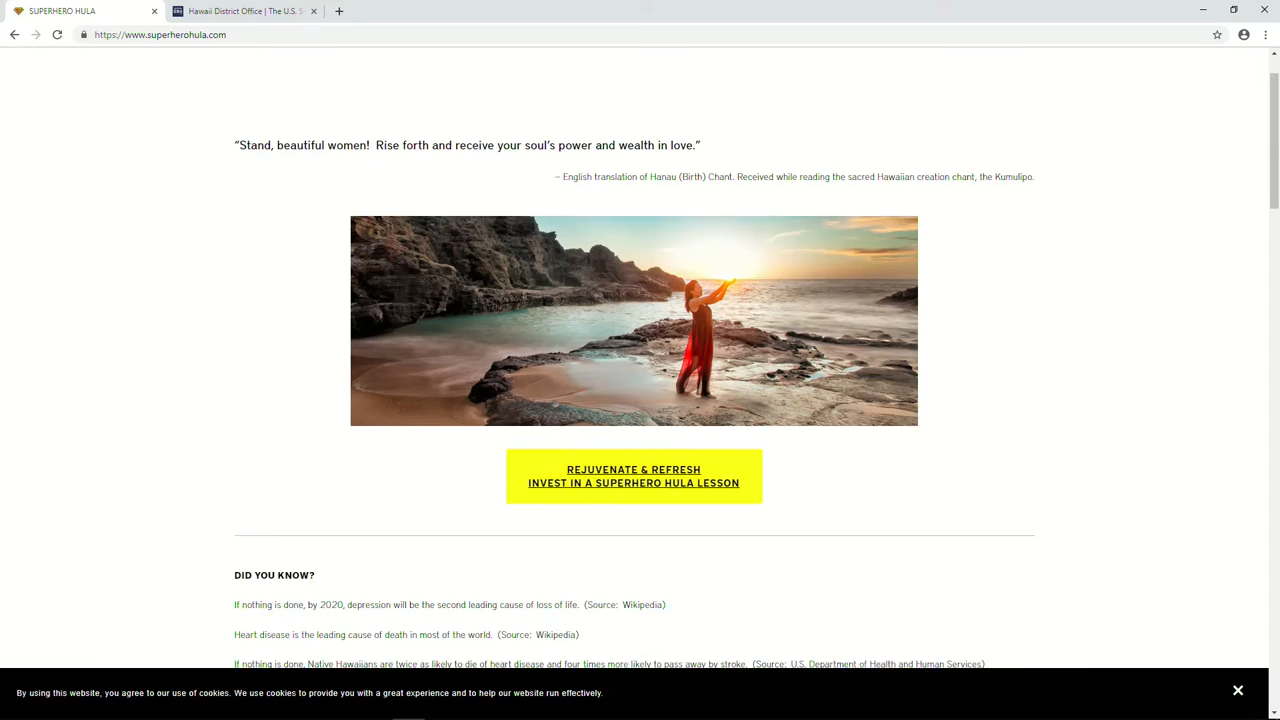 SUPERHERO HULA
Hawaii District Office | The U.S. S
https://www.superherohula.com
“Stand, beautiful women!  Rise forth and receive your soul’s power and wealth in love.”
— English translation of Hanau (Birth) Chant. Received while reading the sacred Hawaiian creation chant, the Kumulipo.
REJUVENATE & REFRESH
INVEST IN A SUPERHERO HULA LESSON
DID YOU KNOW?
If nothing is done, by 2020, depression will be the second leading cause of loss of life.  (Source:  Wikipedia)
Heart disease is the leading cause of death in most of the world.  (Source:  Wikipedia)
If nothing is done, Native Hawaiians are twice as likely to die of heart disease and four times more likely to pass away by stroke.  (Source:  U.S. Department of Health and Human Services)
By using this website, you agree to our use of cookies. We use cookies to provide you with a great experience and to help our website run effectively.